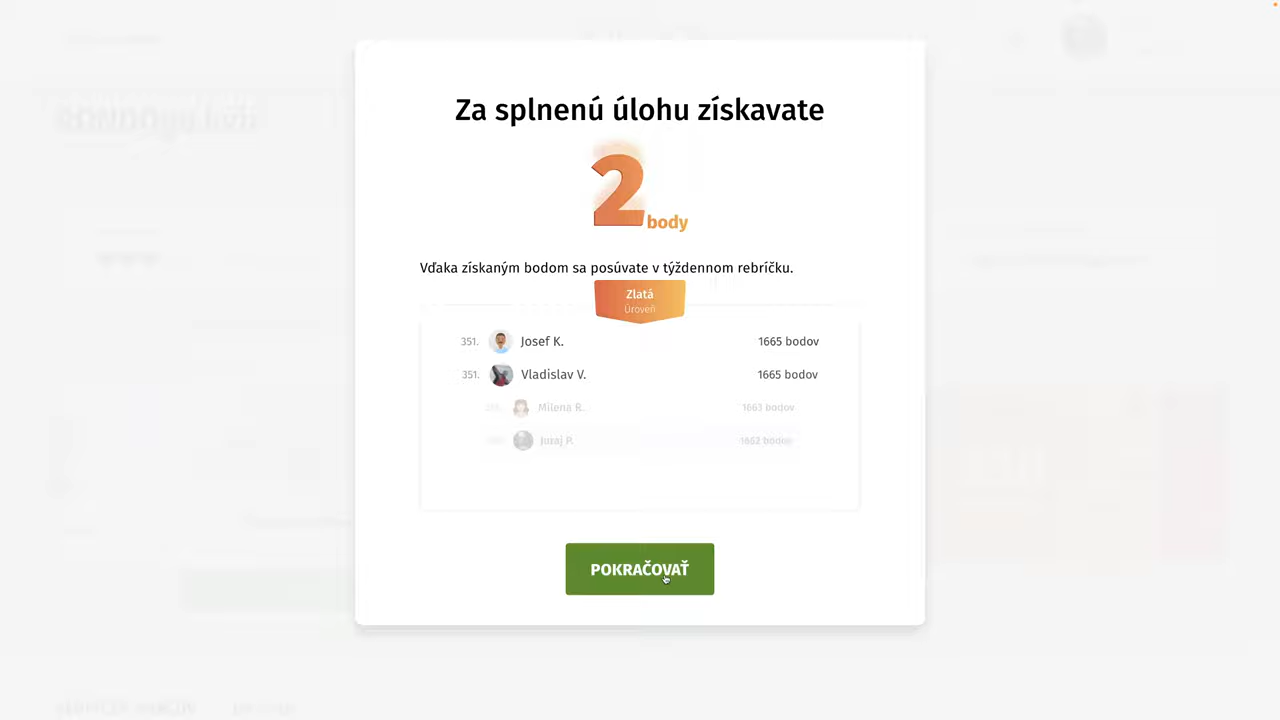 Za splnenú úlohu získavate
2 body
Vďaka získaným bodom sa posúvate v týždennom rebríčku.
Zlatá
Úroveň
351. Josef K. 1665 bodov
351. Vladislav V. 1665 bodov
Milena R. 1663 bodov
Juraj P. 1662 bodov
POKRAČOVAŤ